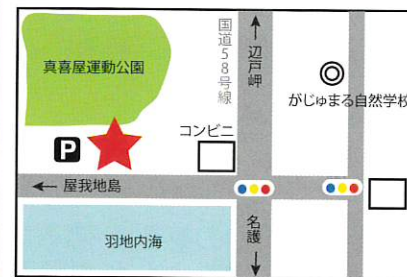 国道58号線
辺戸岬
真喜屋運動公園
がじゅまる自然学校
コンビニ
P
屋我地島
羽地内海
名護